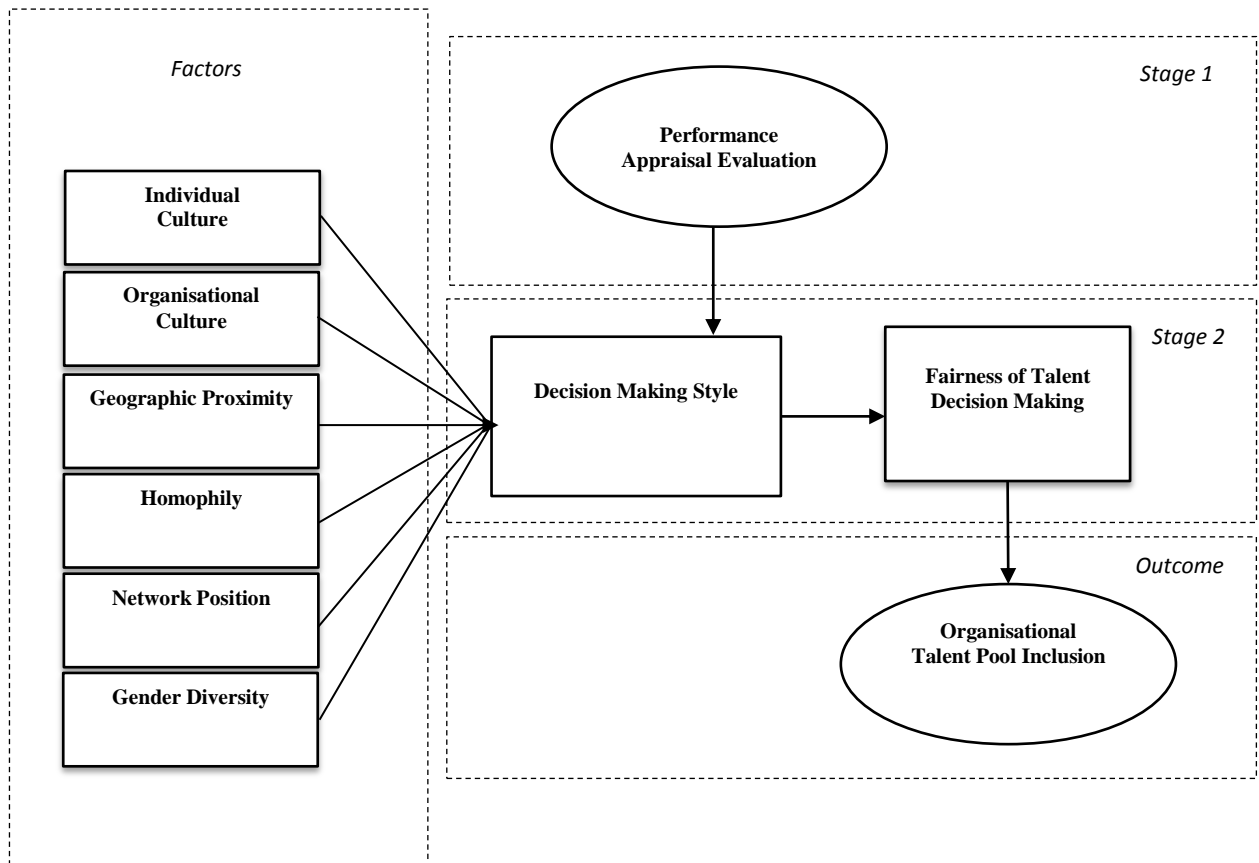 Factors
Individual
Culture
Organisational
Culture
Geographic Proximity
Homophily
Network Position
Gender Diversity
Stage 1
Performance
Appraisal Evaluation
Stage 2
Decision Making Style
Fairness of Talent
Decision Making
Outcome
Organisational
Talent Pool Inclusion